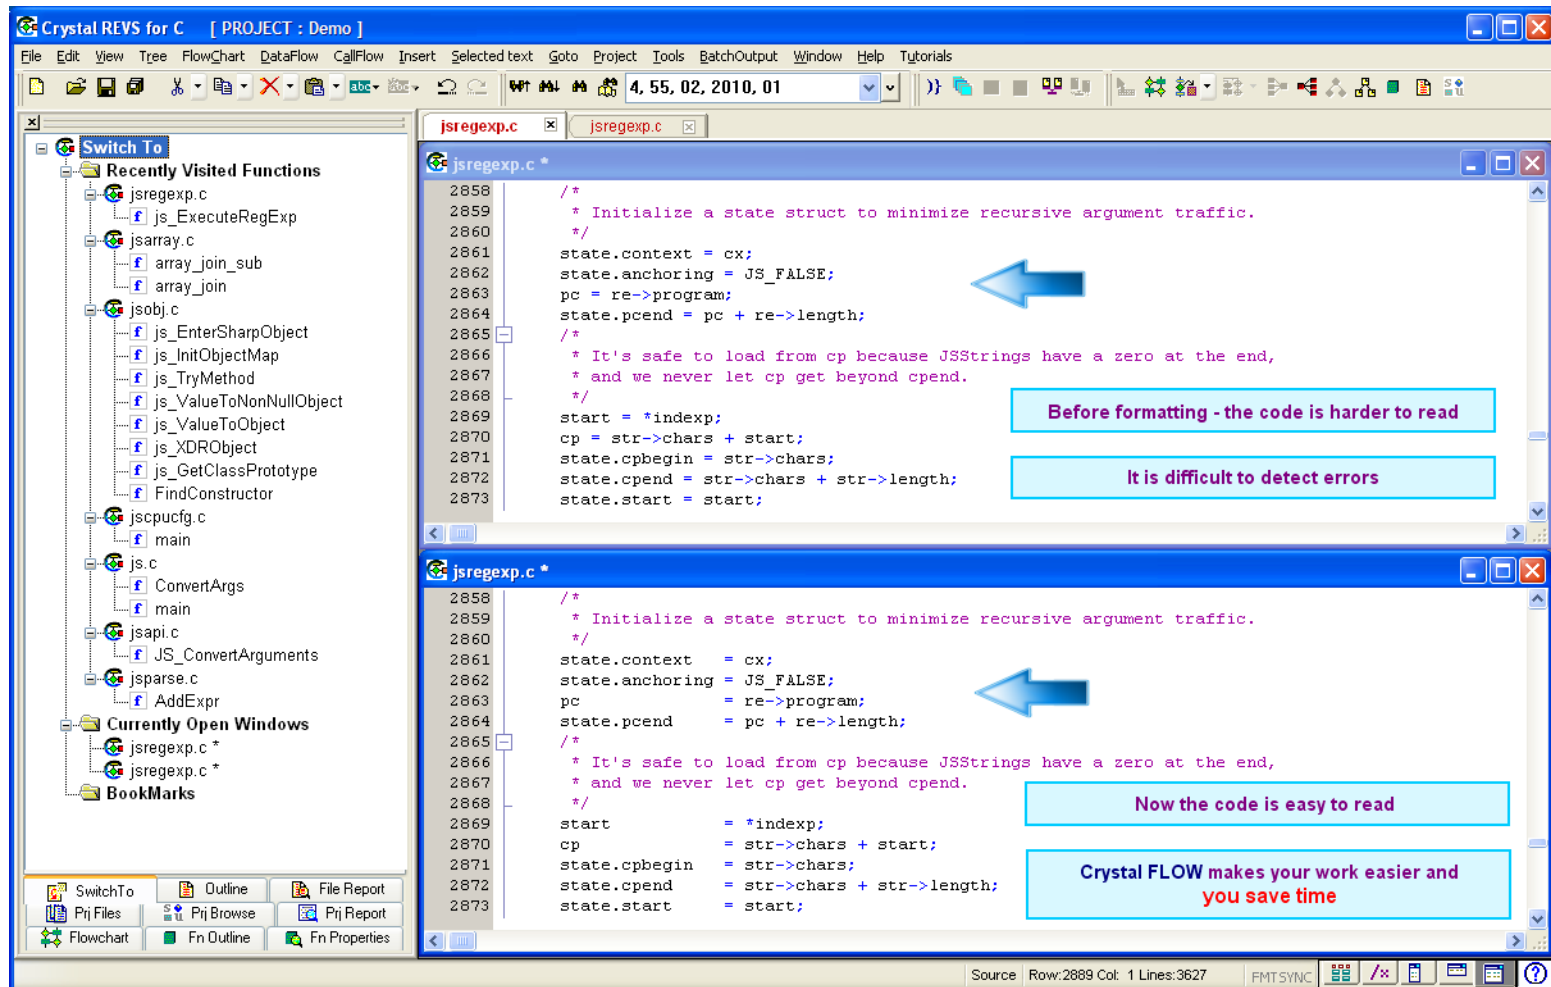 Crystal REVS for C [ PROJECT : Demo ]
File Edit View Tree FlowChart DataFlow CallFlow Insert Selected text Goto Project Tools BatchOutput Window Help Tutorials
4, 55, 02, 2010, 01
Switch To
Recently Visited Functions
jsregexp.c
js_ExecuteRegExp
jsarray.c
array_join_sub
array_join
jsobj.c
js_EnterSharpObject
js_InitObjectMap
js_TryMethod
js_ValueToNonNullObject
js_ValueToObject
js_XDRObject
js_GetClassPrototype
FindConstructor
jscpucfg.c
main
js.c
ConvertArgs
main
jsapi.c
JS_ConvertArguments
jsparse.c
AddExpr
Currently Open Windows
jsregexp.c *
jsregexp.c *
BookMarks
SwitchTo Outline File Report
Prj Files Prj Browse Prj Report
Flowchart Fn Outline Fn Properties
jsregexp.c jsregexp.c
jsregexp.c *
2858 /*
2859 * Initialize a state struct to minimize recursive argument traffic.
2860 */
2861 state.context = cx;
2862 state.anchoring = JS_FALSE;
2863 pc = re->program;
2864 state.pcend = pc + re->length;
2865 /*
2866 * It's safe to load from cp because JSStrings have a zero at the end,
2867 * and we never let cp get beyond cpend.
2868 */
2869 start = *indexp;
2870 cp = str->chars + start;
2871 state.cpbegin = str->chars;
2872 state.cpend = str->chars + str->length;
2873 state.start = start;
Before formatting - the code is harder to read
It is difficult to detect errors
jsregexp.c *
2858 /*
2859 * Initialize a state struct to minimize recursive argument traffic.
2860 */
2861 state.context = cx;
2862 state.anchoring = JS_FALSE;
2863 pc = re->program;
2864 state.pcend = pc + re->length;
2865 /*
2866 * It's safe to load from cp because JSStrings have a zero at the end,
2867 * and we never let cp get beyond cpend.
2868 */
2869 start = *indexp;
2870 cp = str->chars + start;
2871 state.cpbegin = str->chars;
2872 state.cpend = str->chars + str->length;
2873 state.start = start;
Now the code is easy to read
Crystal FLOW makes your work easier and
you save time
Source Row:2889 Col: 1 Lines:3627 FMTSYNC